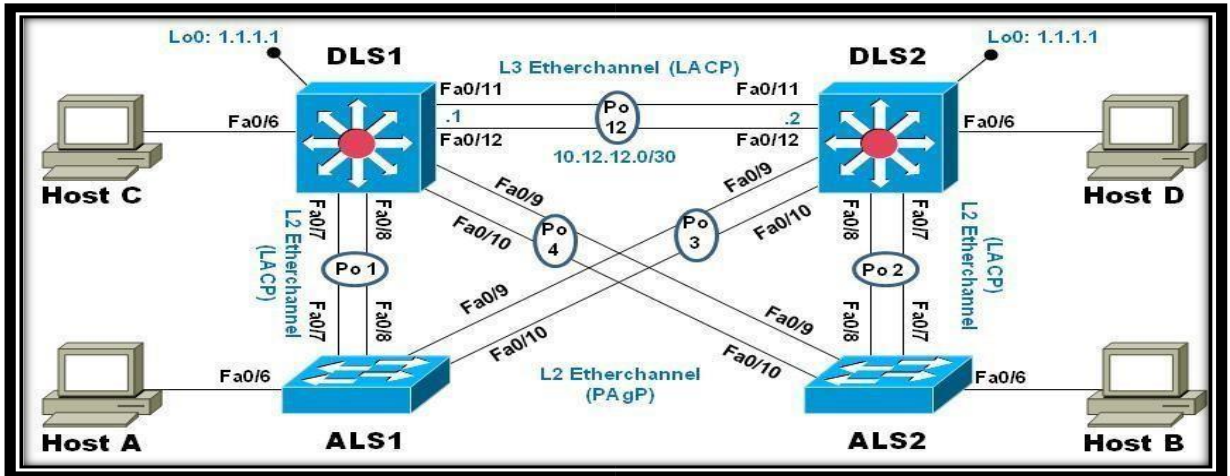 Lo0: 1.1.1.1
Lo0: 1.1.1.1
DLS1
DLS2
L3 Etherchannel (LACP)
Fa0/11
Fa0/11
Po
12
Fa0/6
.1
.2
Fa0/6
Fa0/12
Fa0/12
10.12.12.0/30
Host C
Host D
Fa0/9
Fa0/9
Fa0/10
Fa0/10
Fa0/7
Fa0/8
Fa0/8
Fa0/7
L2 Etherchannel
(LACP)
Po 1
Po
4
Po
3
Po 2
(LACP)
L2 Etherchannel
Fa0/7
Fa0/8
Fa0/9
Fa0/10
Fa0/9
Fa0/10
Fa0/8
Fa0/7
L2 Etherchannel
(PAgP)
Fa0/6
Fa0/6
Host A
ALS1
ALS2
Host B